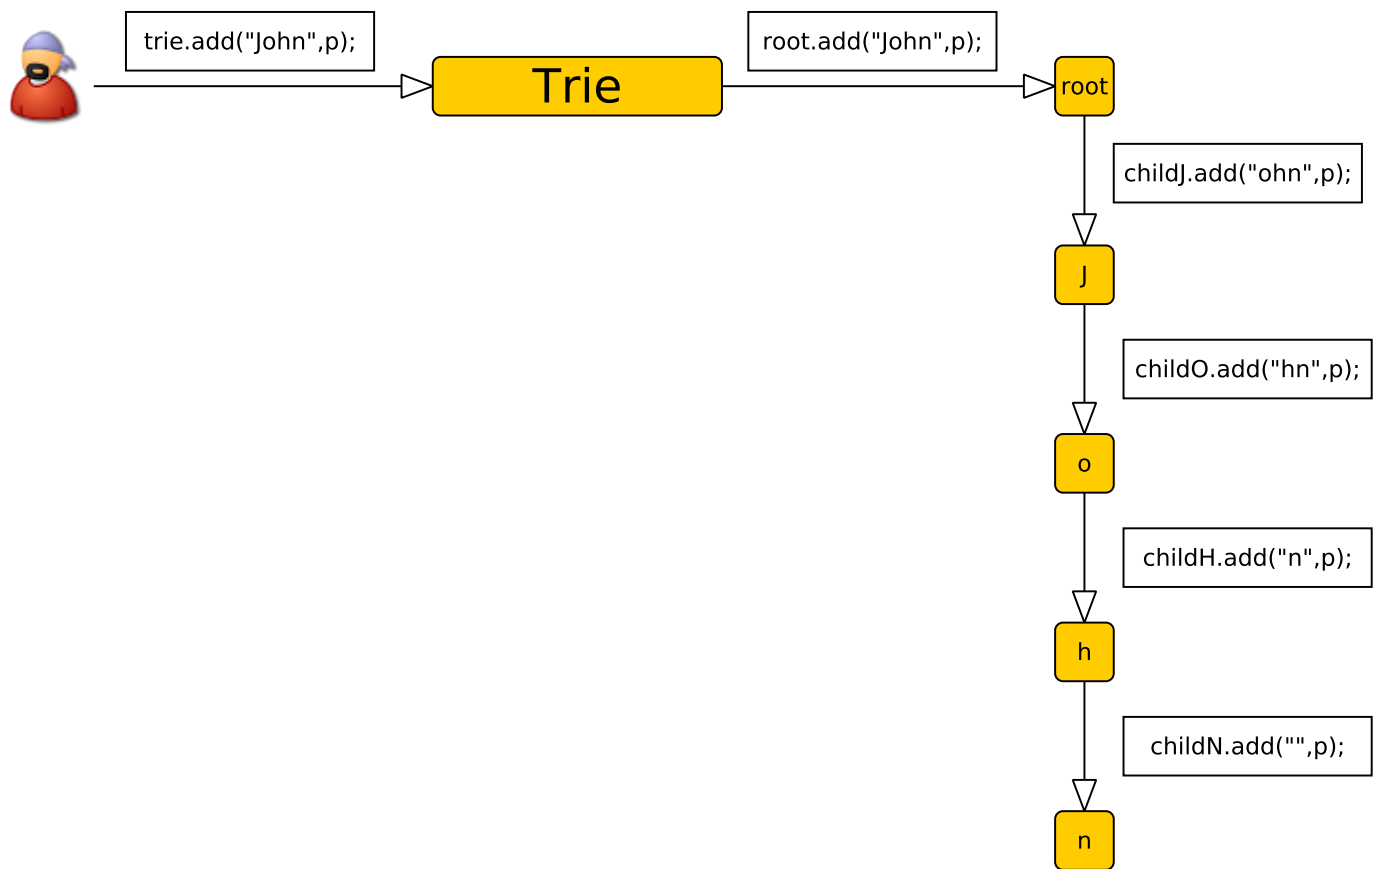 trie.add("John",p);
root.add("John",p);
Trie
root
childJ.add("ohn",p);
J
childO.add("hn",p);
o
childH.add("n",p);
h
childN.add("",p);
n